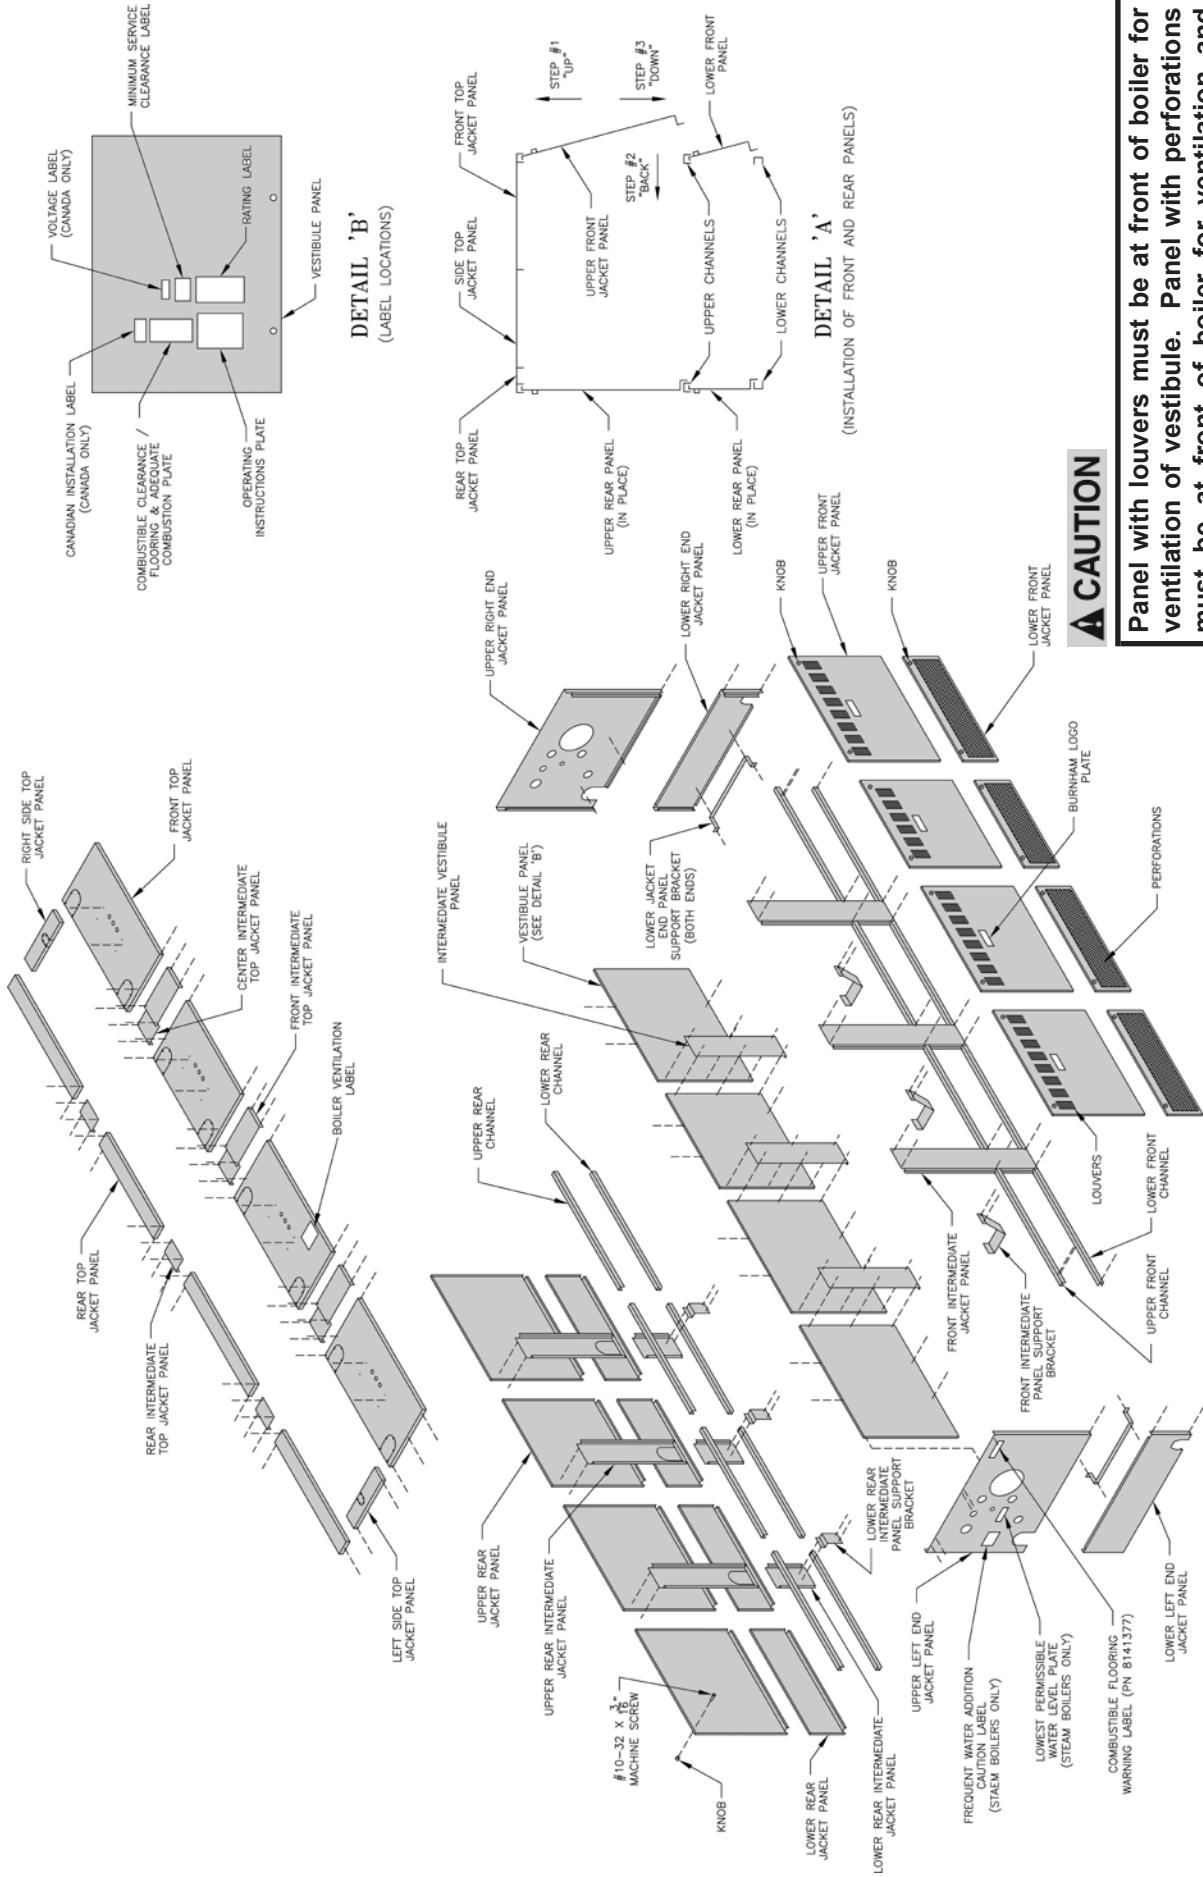 RIGHT SIDE TOP
JACKET PANEL
FRONT TOP
JACKET PANEL
CENTER INTERMEDIATE
TOP JACKET PANEL
FRONT INTERMEDIATE
TOP JACKET PANEL
BOILER VENTILATION
LABEL
REAR TOP
JACKET PANEL
REAR INTERMEDIATE
TOP JACKET PANEL
LEFT SIDE TOP
JACKET PANEL
VOLTAGE LABEL
(CANADA ONLY)
MINIMUM SERVICE
CLEARANCE LABEL
CANADIAN INSTALLATION LABEL
(CANADA ONLY)
COMBUSTIBLE CLEARANCE /
FLOORING & ADEQUATE
COMBUSTION PLATE
OPERATING
INSTRUCTIONS PLATE
RATING LABEL
VESTIBULE PANEL
DETAIL 'B'
(LABEL LOCATIONS)
FRONT TOP
JACKET PANEL
SIDE TOP
JACKET PANEL
REAR TOP
JACKET PANEL
STEP #1
"UP"
STEP #2
"BACK"
STEP #3
"DOWN"
UPPER FRONT
JACKET PANEL
LOWER FRONT
PANEL
UPPER REAR PANEL
(IN PLACE)
LOWER REAR PANEL
(IN PLACE)
UPPER CHANNELS
LOWER CHANNELS
DETAIL 'A'
(INSTALLATION OF FRONT AND REAR PANELS)
UPPER RIGHT END
JACKET PANEL
LOWER RIGHT END
JACKET PANEL
INTERMEDIATE VESTIBULE
PANEL
VESTIBULE PANEL
(SEE DETAIL 'B')
LOWER JACKET
END PANEL
SUPPORT BRACKET
(BOTH ENDS)
UPPER REAR
CHANNEL
LOWER REAR
CHANNEL
UPPER REAR
JACKET PANEL
UPPER REAR INTERMEDIATE
JACKET PANEL
#10-32 X 3/16"
MACHINE SCREW
KNOB
LOWER REAR
JACKET PANEL
LOWER REAR INTERMEDIATE
JACKET PANEL
LOWER REAR
INTERMEDIATE
PANEL SUPPORT
BRACKET
UPPER LEFT END
JACKET PANEL
FREQUENT WATER ADDITION
CAUTION LABEL
(STAEM BOILERS ONLY)
LOWEST PERMISSIBLE
WATER LEVEL PLATE
(STEAM BOILERS ONLY)
COMBUSTIBLE FLOORING
WARNING LABEL (PN 8141377)
LOWER LEFT END
JACKET PANEL
FRONT INTERMEDIATE
JACKET PANEL
FRONT INTERMEDIATE
PANEL SUPPORT
BRACKET
UPPER FRONT
CHANNEL
LOWER FRONT
CHANNEL
LOUVERS
PERFORATIONS
BURNHAM LOGO
PLATE
KNOB
UPPER FRONT
JACKET PANEL
KNOB
LOWER FRONT
JACKET PANEL
CAUTION
Panel with louvers must be at front of boiler for
ventilation of vestibule. Panel with perforations
must be at front of boiler for ventilation and